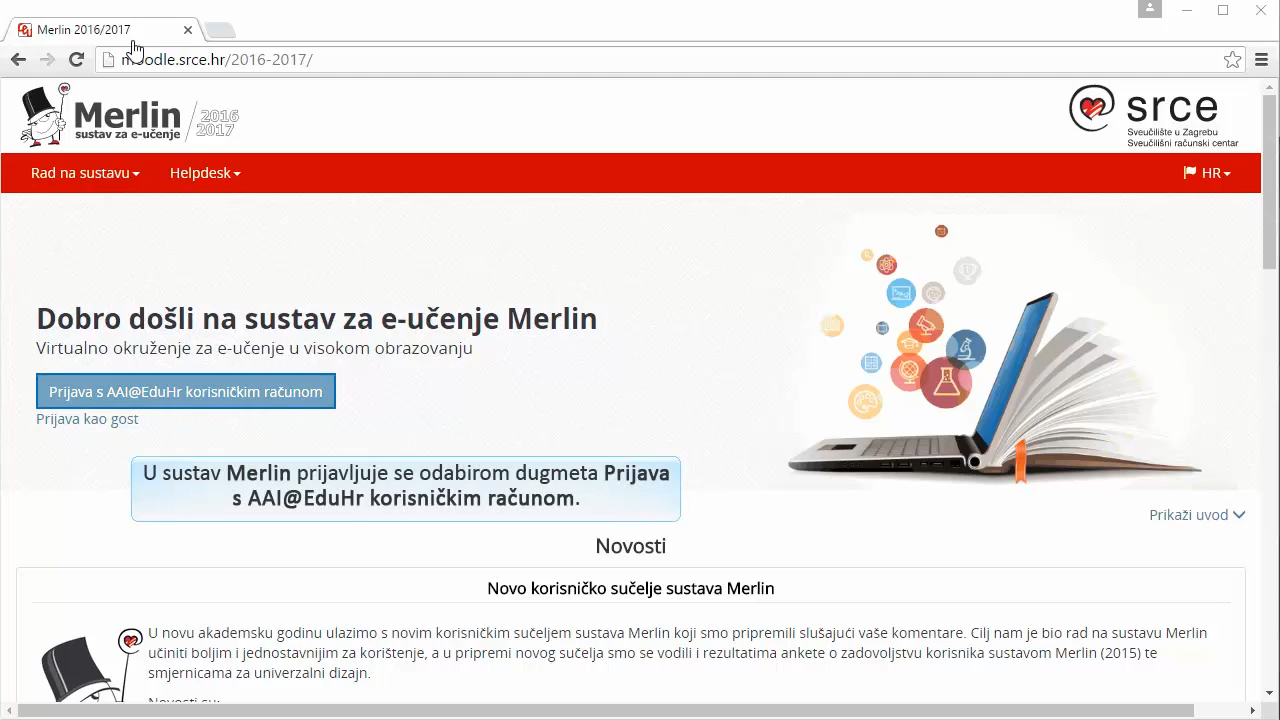 Merlin 2016/2017
moodle.srce.hr/2016-2017/
Merlin
sustav za e-učenje
2016
2017
srce
Sveučilište u Zagrebu
Sveučilišni računski centar
Rad na sustavu
Helpdesk
HR
Dobro došli na sustav za e-učenje Merlin
Virtualno okruženje za e-učenje u visokom obrazovanju
Prijava s AAI@EduHr korisničkim računom
Prijava kao gost
U sustav Merlin prijavljuje se odabirom dugmeta Prijava
s AAI@EduHr korisničkim računom.
Prikaži uvod
Novosti
Novo korisničko sučelje sustava Merlin
U novu akademsku godinu ulazimo s novim korisničkim sučeljem sustava Merlin koji smo pripremili slušajući vaše komentare. Cilj nam je bio rad na sustavu Merlin
učiniti boljim i jednostavnijim za korištenje, a u pripremi novog sučelja smo se vodili i rezultatima ankete o zadovoljstvu korisnika sustavom Merlin (2015) te
smjernicama za univerzalni dizajn.
Novosti su: